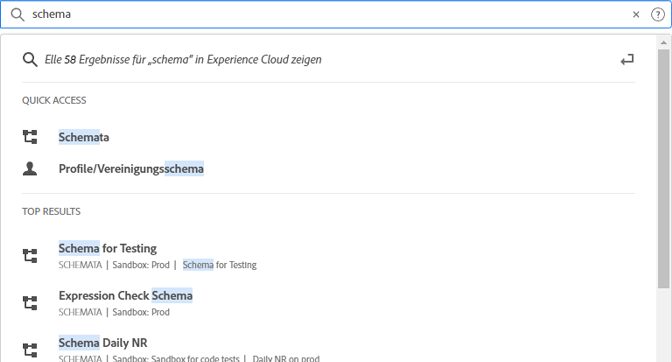 schema
Elle 58 Ergebnisse für „schema" in Experience Cloud zeigen
QUICK ACCESS
Schemata
Profile/Vereinigungsschema
TOP RESULTS
Schema for Testing
SCHEMATA | Sandbox: Prod | Schema for Testing
Expression Check Schema
SCHEMATA | Sandbox: Prod
Schema Daily NR
SCHEMATA | Sandbox: Sandbox for code tests | Daily NR on prod